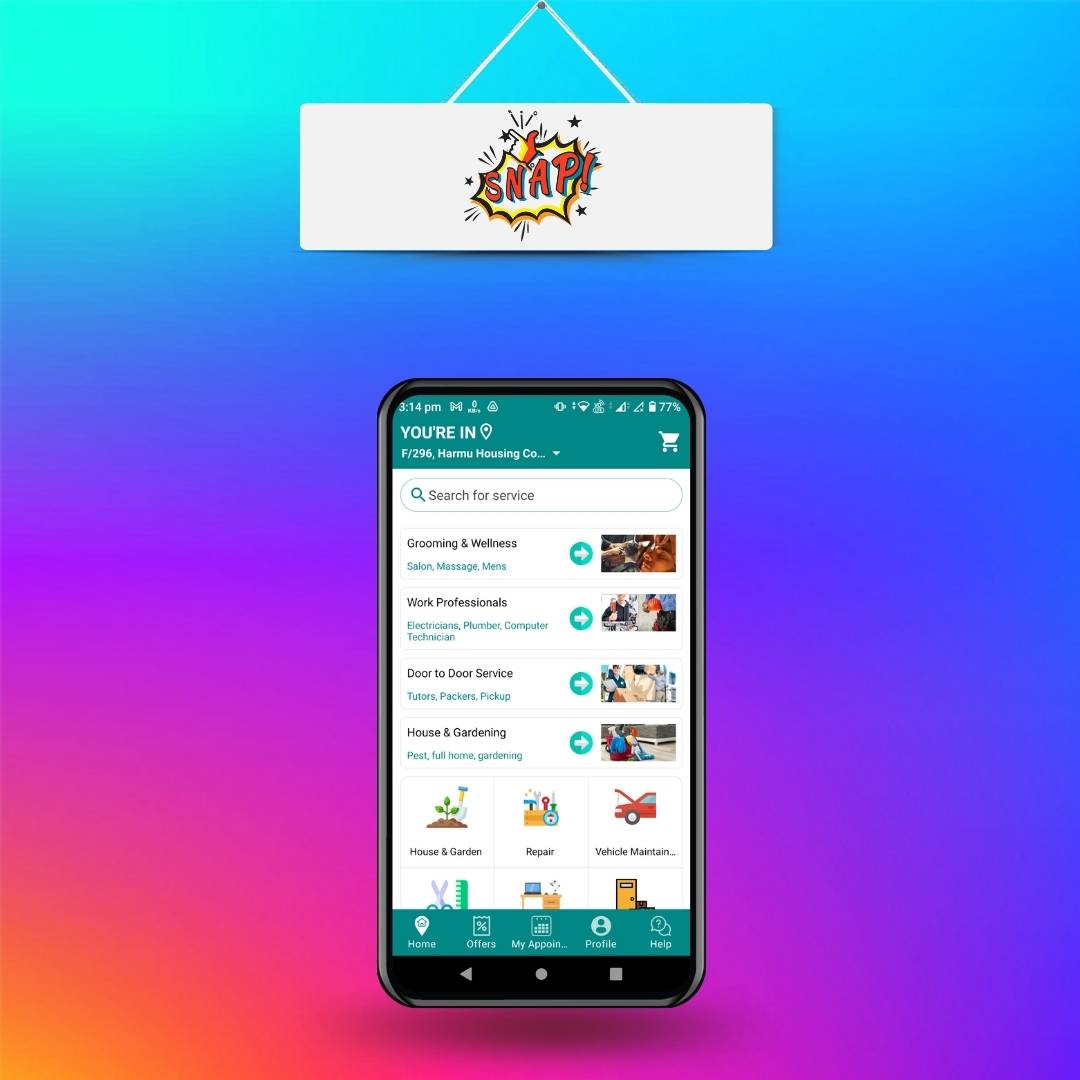 SNAP!
3:14 pm
0
KB/s
77%
YOU'RE IN
F/296, Harmu Housing Co...
Search for service
Grooming & Wellness
Salon, Massage, Mens
Work Professionals
Electricians, Plumber, Computer
Technician
Door to Door Service
Tutors, Packers, Pickup
House & Gardening
Pest, full home, gardening
House & Garden
Repair
Vehicle Maintain...
Home
Offers
My Appoin...
Profile
Help